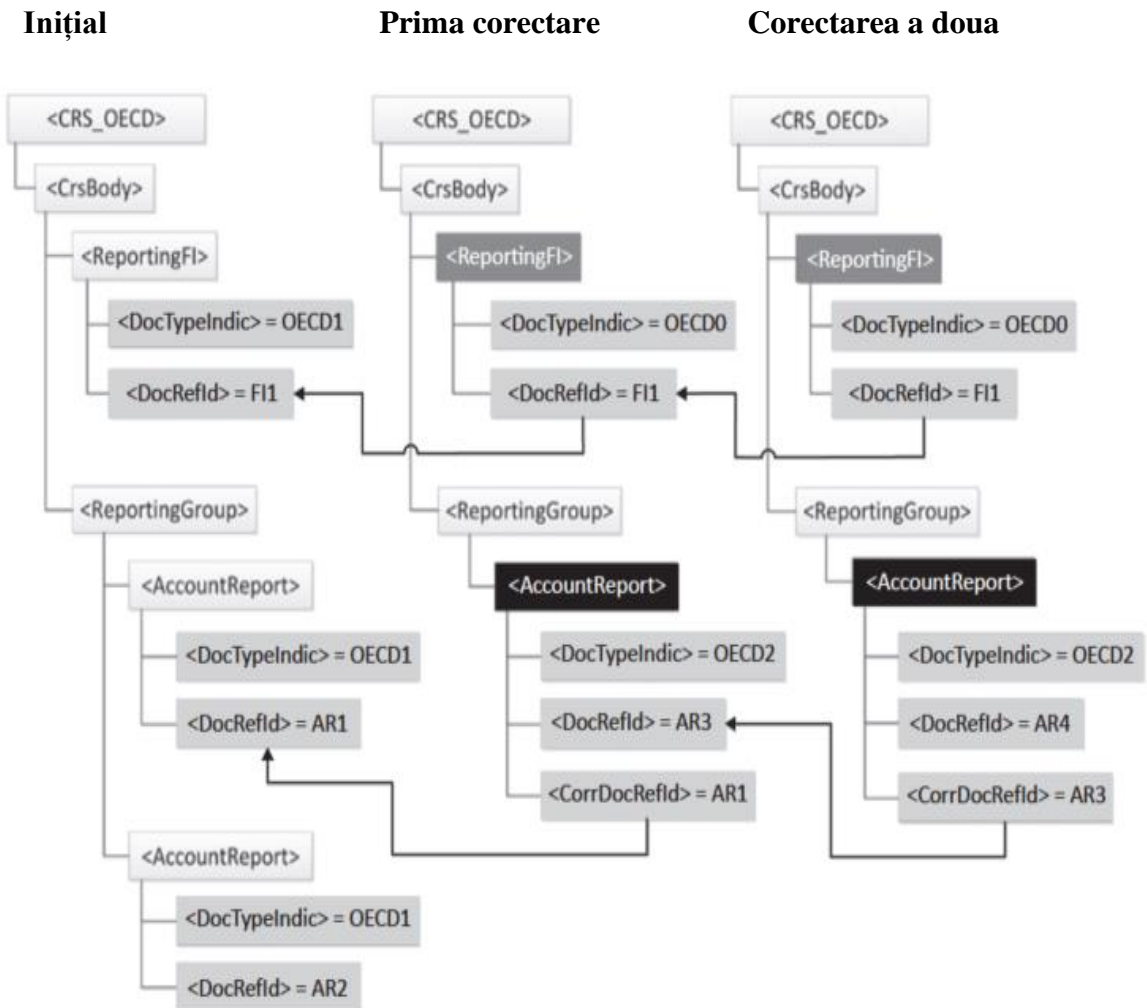 Inițial
Prima corectare
Corectarea a doua
<CRS_OECD>
<CrsBody>
<ReportingFI>
<DocTypeIndic> = OECD1
<DocRefId> = FI1
<ReportingGroup>
<AccountReport>
<DocTypeIndic> = OECD1
<DocRefId> = AR1
<AccountReport>
<DocTypeIndic> = OECD1
<DocRefId> = AR2
<CRS_OECD>
<CrsBody>
<ReportingFI>
<DocTypeIndic> = OECD0
<DocRefId> = FI1
<ReportingGroup>
<AccountReport>
<DocTypeIndic> = OECD2
<DocRefId> = AR3
<CorrDocRefId> = AR1
<CRS_OECD>
<CrsBody>
<ReportingFI>
<DocTypeIndic> = OECD0
<DocRefId> = FI1
<ReportingGroup>
<AccountReport>
<DocTypeIndic> = OECD2
<DocRefId> = AR4
<CorrDocRefId> = AR3